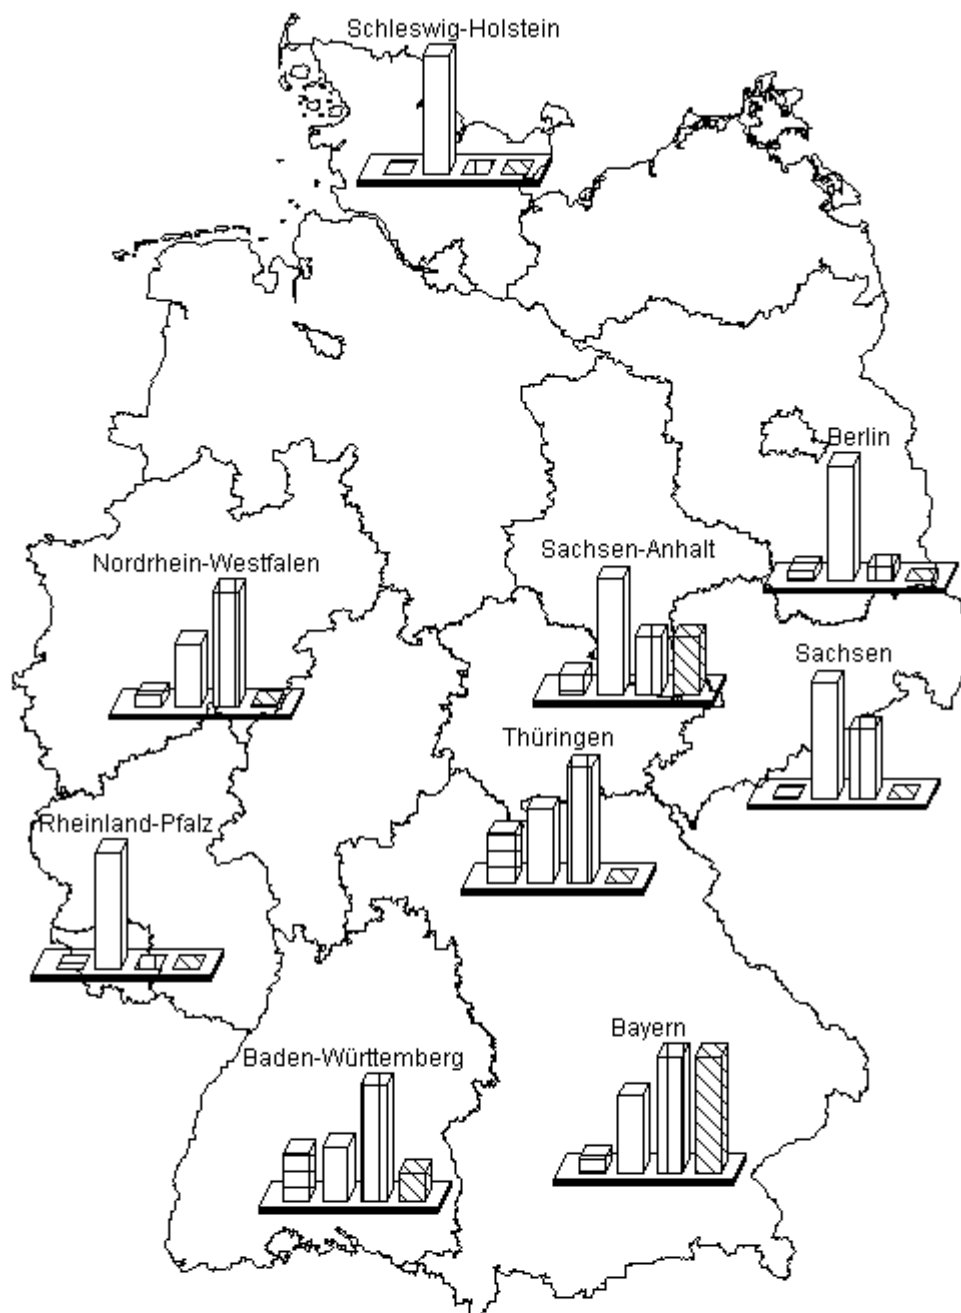 Schleswig-Holstein
Berlin
Sachsen-Anhalt
Nordrhein-Westfalen
Sachsen
Thüringen
Rheinland-Pfalz
Bayern
Baden-Württemberg